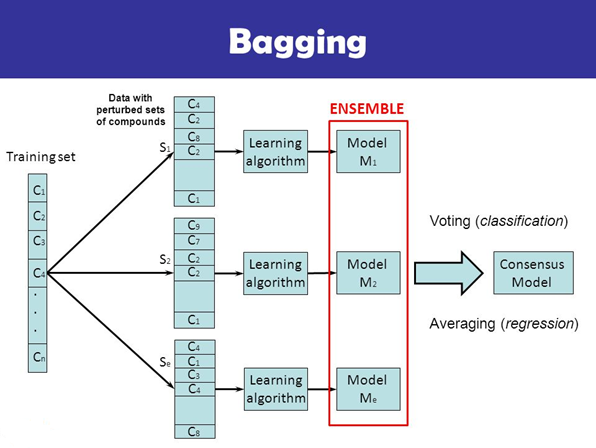 Bagging
Data with
perturbed sets
of compounds
ENSEMBLE
Training set
C1
C2
C3
C4
.
.
.
Cn
S1
C4
C2
C8
C2
C1
Learning
algorithm
Model
M1
S2
C9
C7
C2
C2
C1
Learning
algorithm
Model
M2
Se
C4
C1
C3
C4
C8
Learning
algorithm
Model
Me
Voting (classification)
Consensus
Model
Averaging (regression)